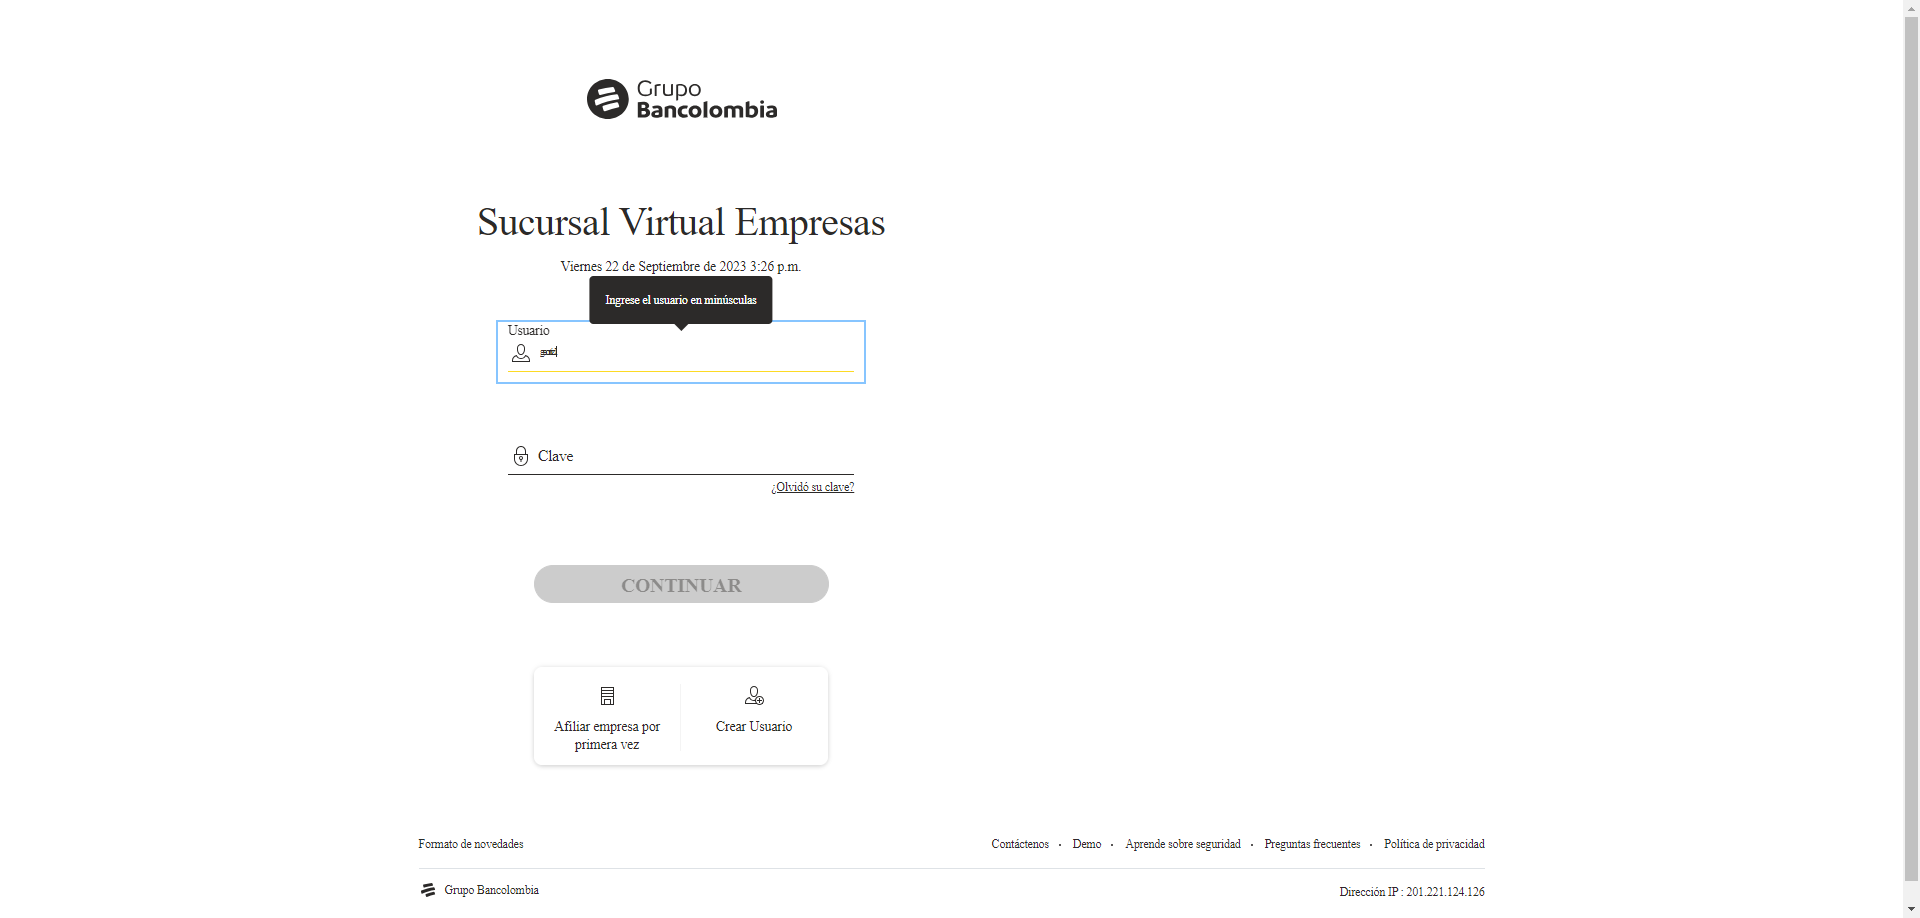 Grupo
Bancolombia
Sucursal Virtual Empresas
Viernes 22 de Septiembre de 2023 3:26 p.m.
Ingrese el usuario en minúsculas
Usuario
Clave
¿Olvidó su clave?
CONTINUAR
Afiliar empresa por
primera vez
Crear Usuario
Formato de novedades
Contáctenos · Demo · Aprende sobre seguridad · Preguntas frecuentes · Política de privacidad
Grupo Bancolombia
Dirección IP : 201.221.124.126